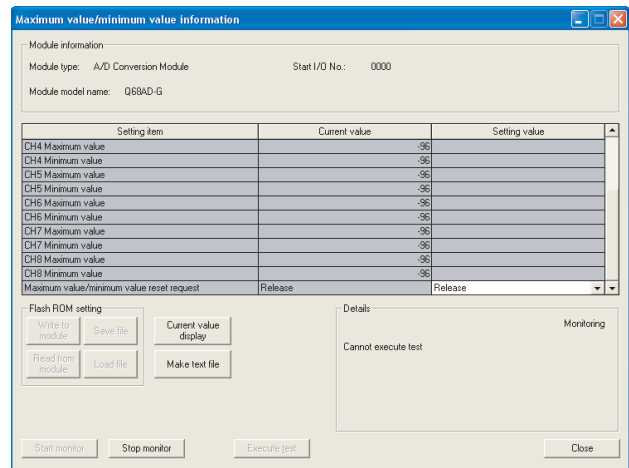 Maximum value/minimum value information
Module information
Module type: A/D Conversion Module Start I/O No.: 0000
Module model name: Q68AD-G
Setting item Current value Setting value
CH4 Maximum value -96
CH4 Minimum value -96
CH5 Maximum value -96
CH5 Minimum value -96
CH6 Maximum value -96
CH6 Minimum value -96
CH7 Maximum value -96
CH7 Minimum value -96
CH8 Maximum value -96
CH8 Minimum value -96
Maximum value/minimum value reset request Release Release
Flash ROM setting
Write to module
Save file
Current value display
Read from module
Load file
Make text file
Details
Monitoring
Cannot execute test
Start monitor Stop monitor Execute test Close